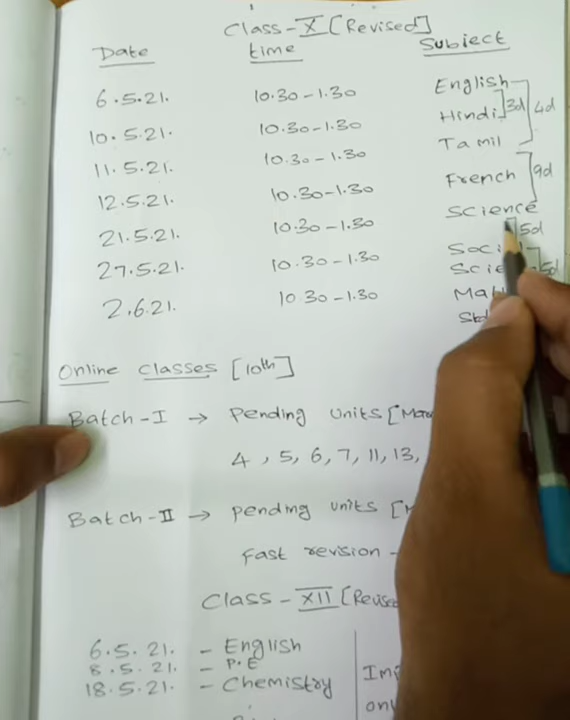 Class-X [Revised]
Date time Subject
6.5.21. 10.30-1.30 English
10.5.21. 10.30-1.30 Hindi 3d 4d
11.5.21. 10.30-1.30 Tamil
12.5.21. 10.30-1.30 French 9d
21.5.21. 10.30-1.30 Science
5d
27.5.21. 10.30-1.30
2.6.21. 10 30-1.30
Online Classes [10th]
Batch-I → Pending Units
4, 5, 6, 7, 11, 13,
Batch-II → pending units
Fast revision -
Class-XII
6.5.21. - English
8.5.21. - P.E
18.5.21. - Chemistry